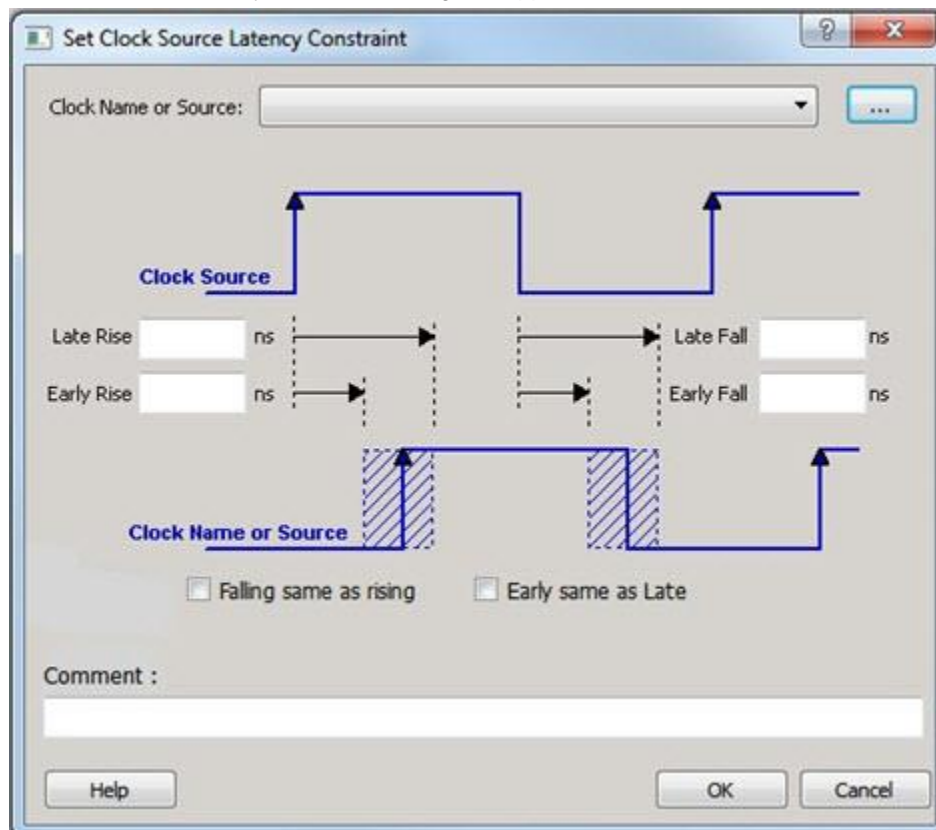 Set Clock Source Latency Constraint
?
Clock Name or Source:
...
Clock Source
Late Rise ns
Late Fall ns
Early Rise ns
Early Fall ns
Clock Name or Source
Falling same as rising
Early same as Late
Comment :
Help
OK
Cancel